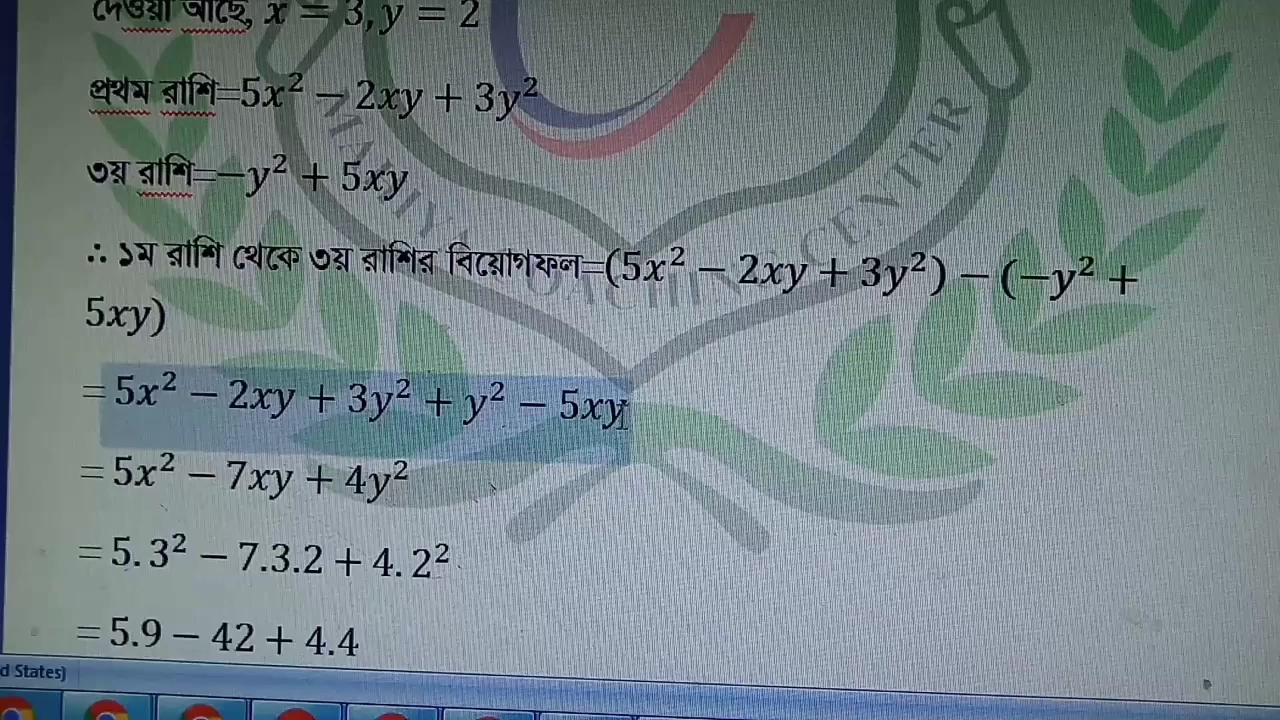 দেওয়া আছে, x = 3, y = 2
প্রথম রাশি=5x² − 2xy + 3y²
৩য় রাশি=−y² + 5xy
∴ ১ম রাশি থেকে ৩য় রাশির বিয়োগফল=(5x² − 2xy + 3y²) − (−y² +
5xy)
= 5x² − 2xy + 3y² + y² − 5xy
= 5x² − 7xy + 4y²
= 5.3² − 7.3.2 + 4.2²
= 5.9 − 42 + 4.4
d States)
CENTER